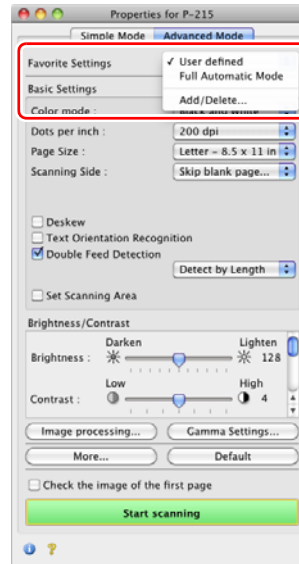 Properties for P-215
Simple Mode Advanced Mode
Favorite Settings ✓ User defined
Full Automatic Mode
Add/Delete...
Basic Settings
Color mode : Black and White
Dots per inch : 200 dpi
Page Size : Letter – 8.5 x 11 in
Scanning Side : Skip blank page...
Deskew
Text Orientation Recognition
Double Feed Detection
Detect by Length
Set Scanning Area
Brightness/Contrast
Darken Lighten
Brightness : 128
Low High
Contrast : 4
Image processing... Gamma Settings...
More... Default
Check the image of the first page
Start scanning
?